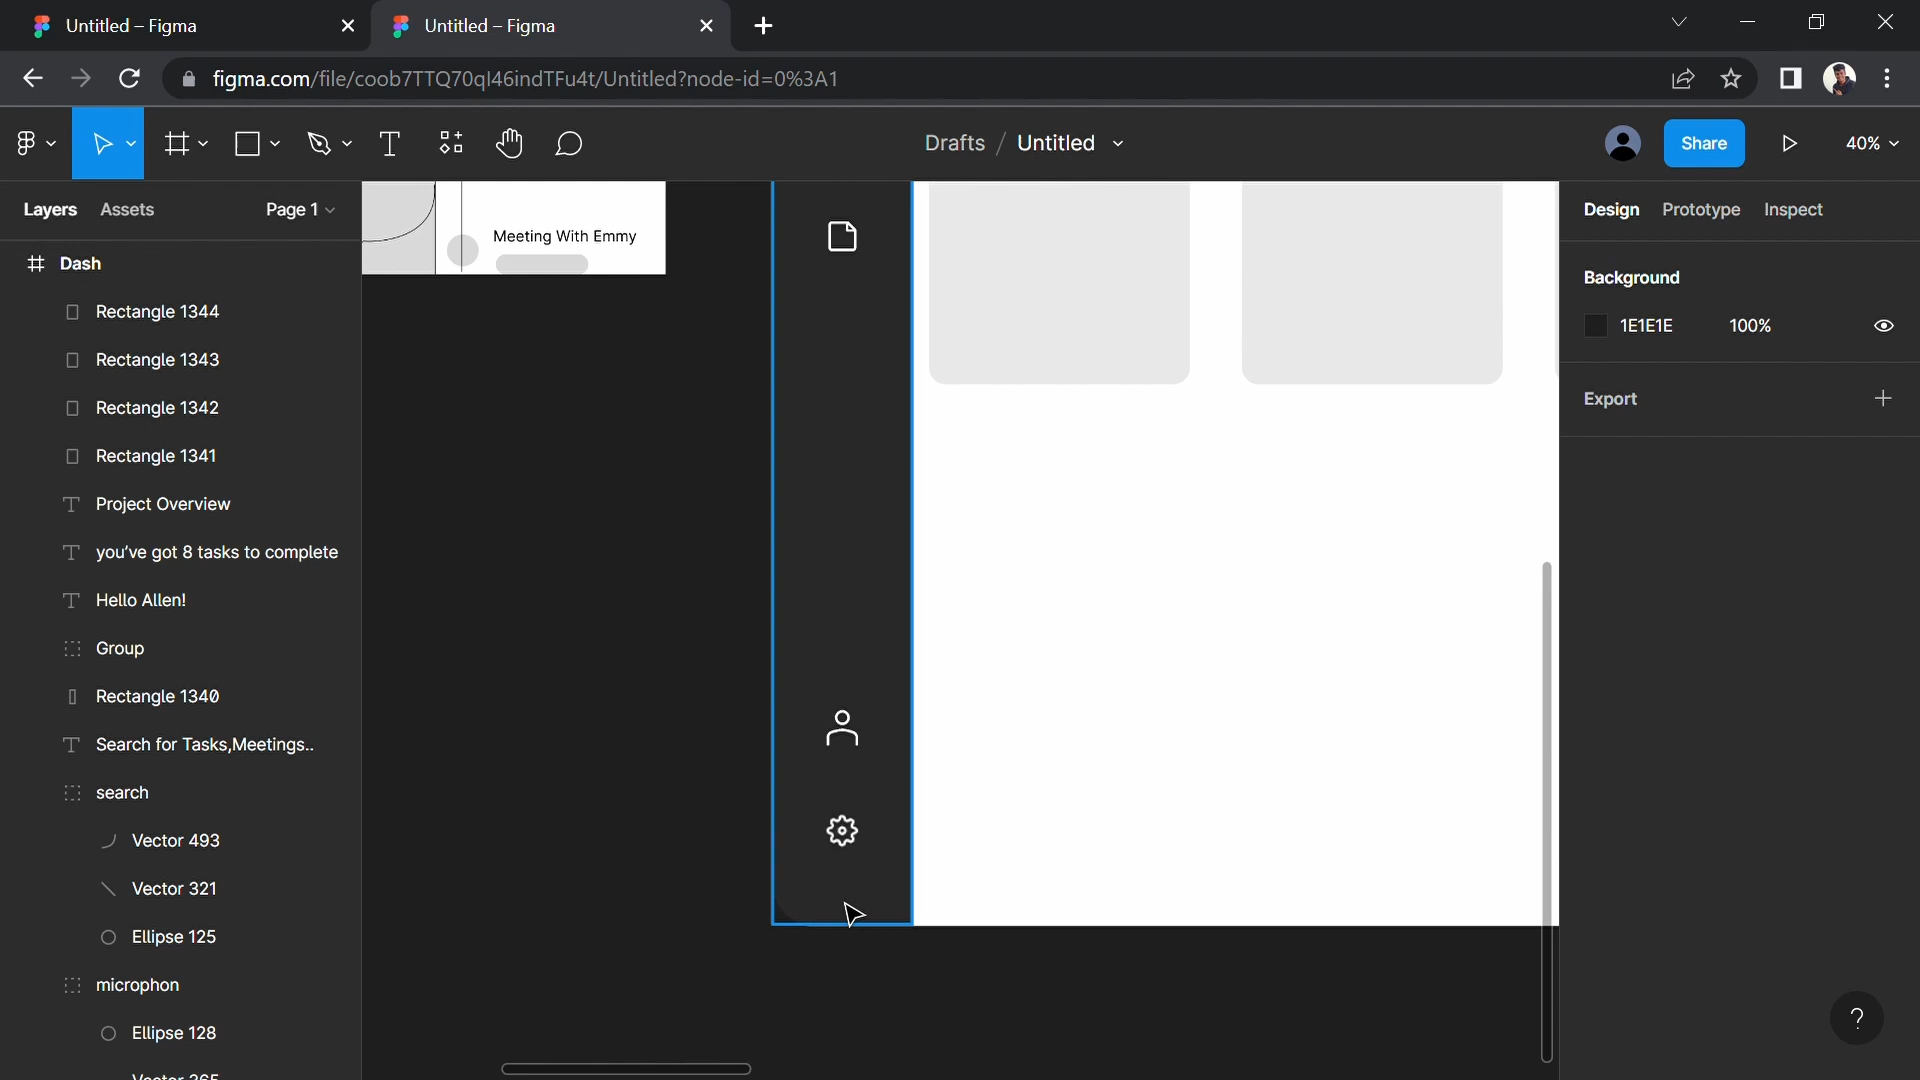 Untitled – Figma
Untitled – Figma
figma.com/file/coob7TTQ70ql46indTFu4t/Untitled?node-id=0%3A1
Drafts / Untitled
Share
40%
Layers Assets Page 1
Design Prototype Inspect
Dash
Rectangle 1344
Rectangle 1343
Rectangle 1342
Rectangle 1341
Project Overview
you've got 8 tasks to complete
Hello Allen!
Group
Rectangle 1340
Search for Tasks,Meetings..
search
Vector 493
Vector 321
Ellipse 125
microphon
Ellipse 128
Meeting With Emmy
Background
1E1E1E 100%
Export
?